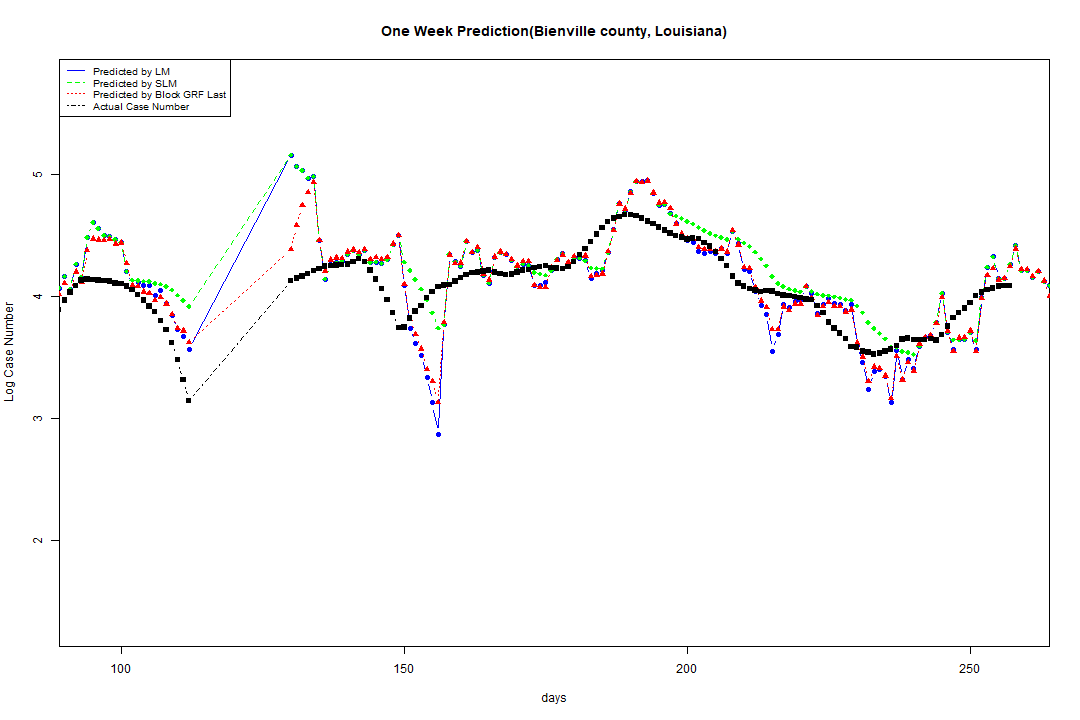 One Week Prediction(Bienville county, Louisiana)
Predicted by LM
Predicted by SLM
Predicted by Block GRF Last
Actual Case Number
5
4
3
2
Log Case Number
100
150
200
250
days